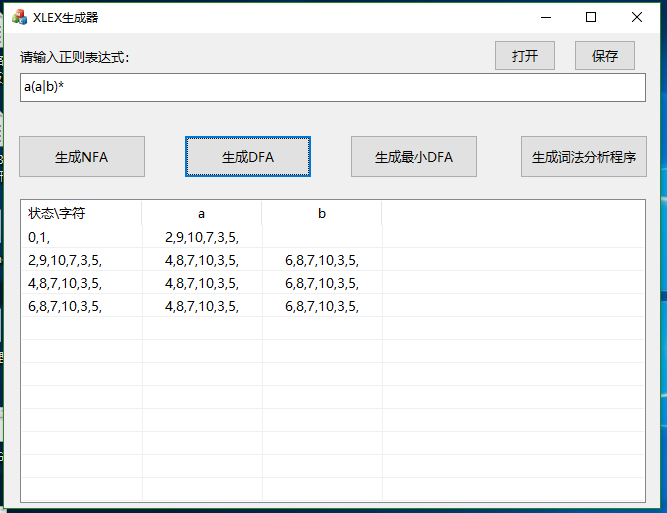 XLEX生成器
请输入正则表达式：
打开
保存
a(a|b)*
生成NFA
生成DFA
生成最小DFA
生成词法分析程序
状态\字符 a b
0,1, 2,9,10,7,3,5,
2,9,10,7,3,5, 4,8,7,10,3,5, 6,8,7,10,3,5,
4,8,7,10,3,5, 4,8,7,10,3,5, 6,8,7,10,3,5,
6,8,7,10,3,5, 4,8,7,10,3,5, 6,8,7,10,3,5,